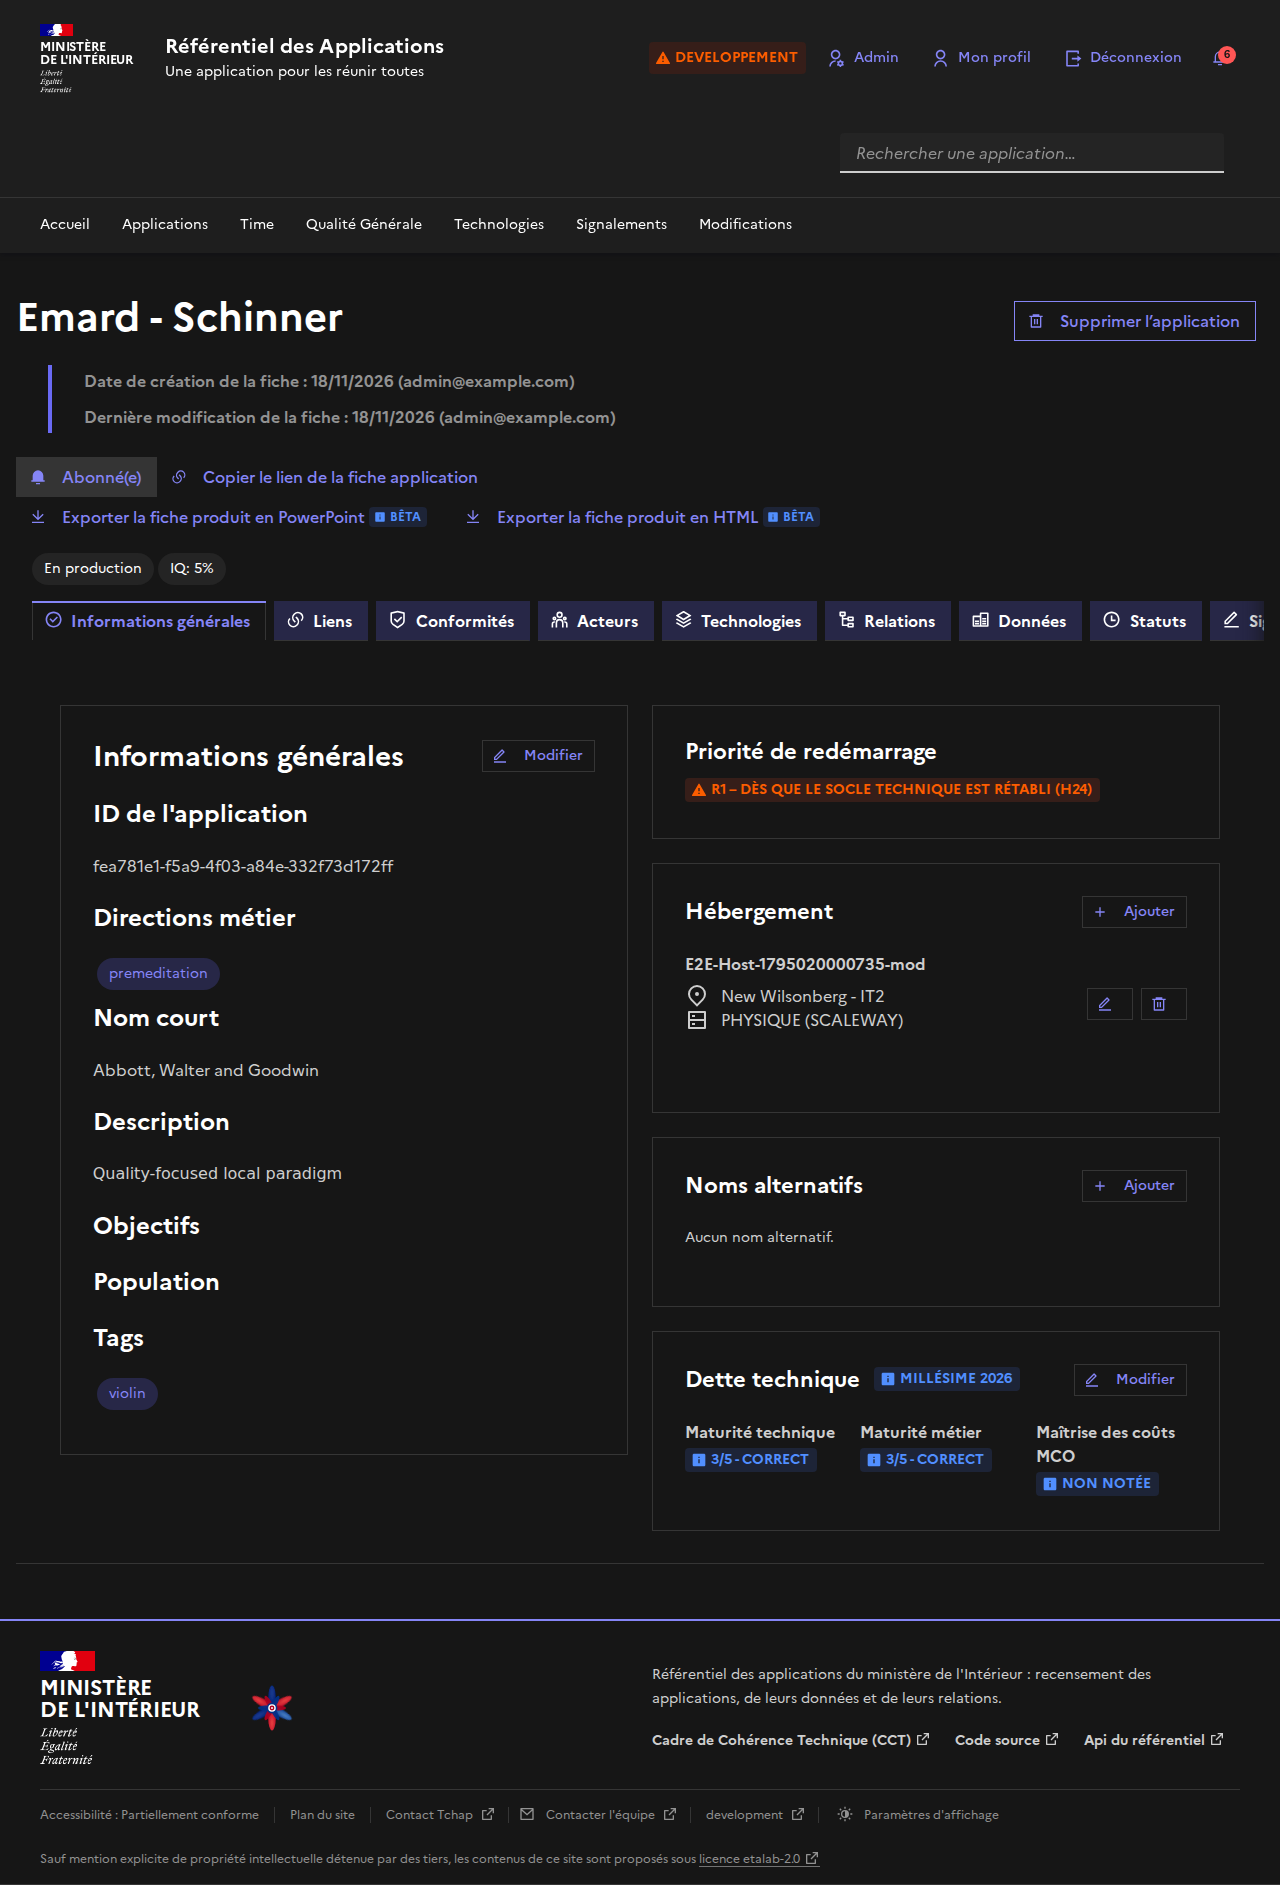 MINISTÈRE
DE L'INTÉRIEUR
Liberté
Égalité
Fraternité
Référentiel des Applications
Une application pour les réunir toutes
DEVELOPPEMENT
Admin
Mon profil
Déconnexion
6
Rechercher une application…
Accueil
Applications
Time
Qualité Générale
Technologies
Signalements
Modifications
Emard - Schinner
Supprimer l’application
Date de création de la fiche : 18/11/2026 (admin@example.com)
Dernière modification de la fiche : 18/11/2026 (admin@example.com)
Abonné(e)
Copier le lien de la fiche application
Exporter la fiche produit en PowerPoint BÊTA
Exporter la fiche produit en HTML BÊTA
En production
IQ: 5%
Informations générales
Liens
Conformités
Acteurs
Technologies
Relations
Données
Statuts
Informations générales
Modifier
ID de l'application
fea781e1-f5a9-4f03-a84e-332f73d172ff
Directions métier
premeditation
Nom court
Abbott, Walter and Goodwin
Description
Quality-focused local paradigm
Objectifs
Population
Tags
violin
Priorité de redémarrage
R1 – DÈS QUE LE SOCLE TECHNIQUE EST RÉTABLI (H24)
Hébergement
Ajouter
E2E-Host-1795020000735-mod
New Wilsonberg - IT2
PHYSIQUE (SCALEWAY)
Noms alternatifs
Ajouter
Aucun nom alternatif.
Dette technique
MILLÉSIME 2026
Modifier
Maturité technique
3/5 - CORRECT
Maturité métier
3/5 - CORRECT
Maîtrise des coûts
MCO
NON NOTÉE
MINISTÈRE
DE L'INTÉRIEUR
Liberté
Égalité
Fraternité
Référentiel des applications du ministère de l'Intérieur : recensement des
applications, de leurs données et de leurs relations.
Cadre de Cohérence Technique (CCT)
Code source
Api du référentiel
Accessibilité : Partiellement conforme
Plan du site
Contact Tchap
Contacter l'équipe
development
Paramètres d'affichage
Sauf mention explicite de propriété intellectuelle détenue par des tiers, les contenus de ce site sont proposés sous licence etalab-2.0